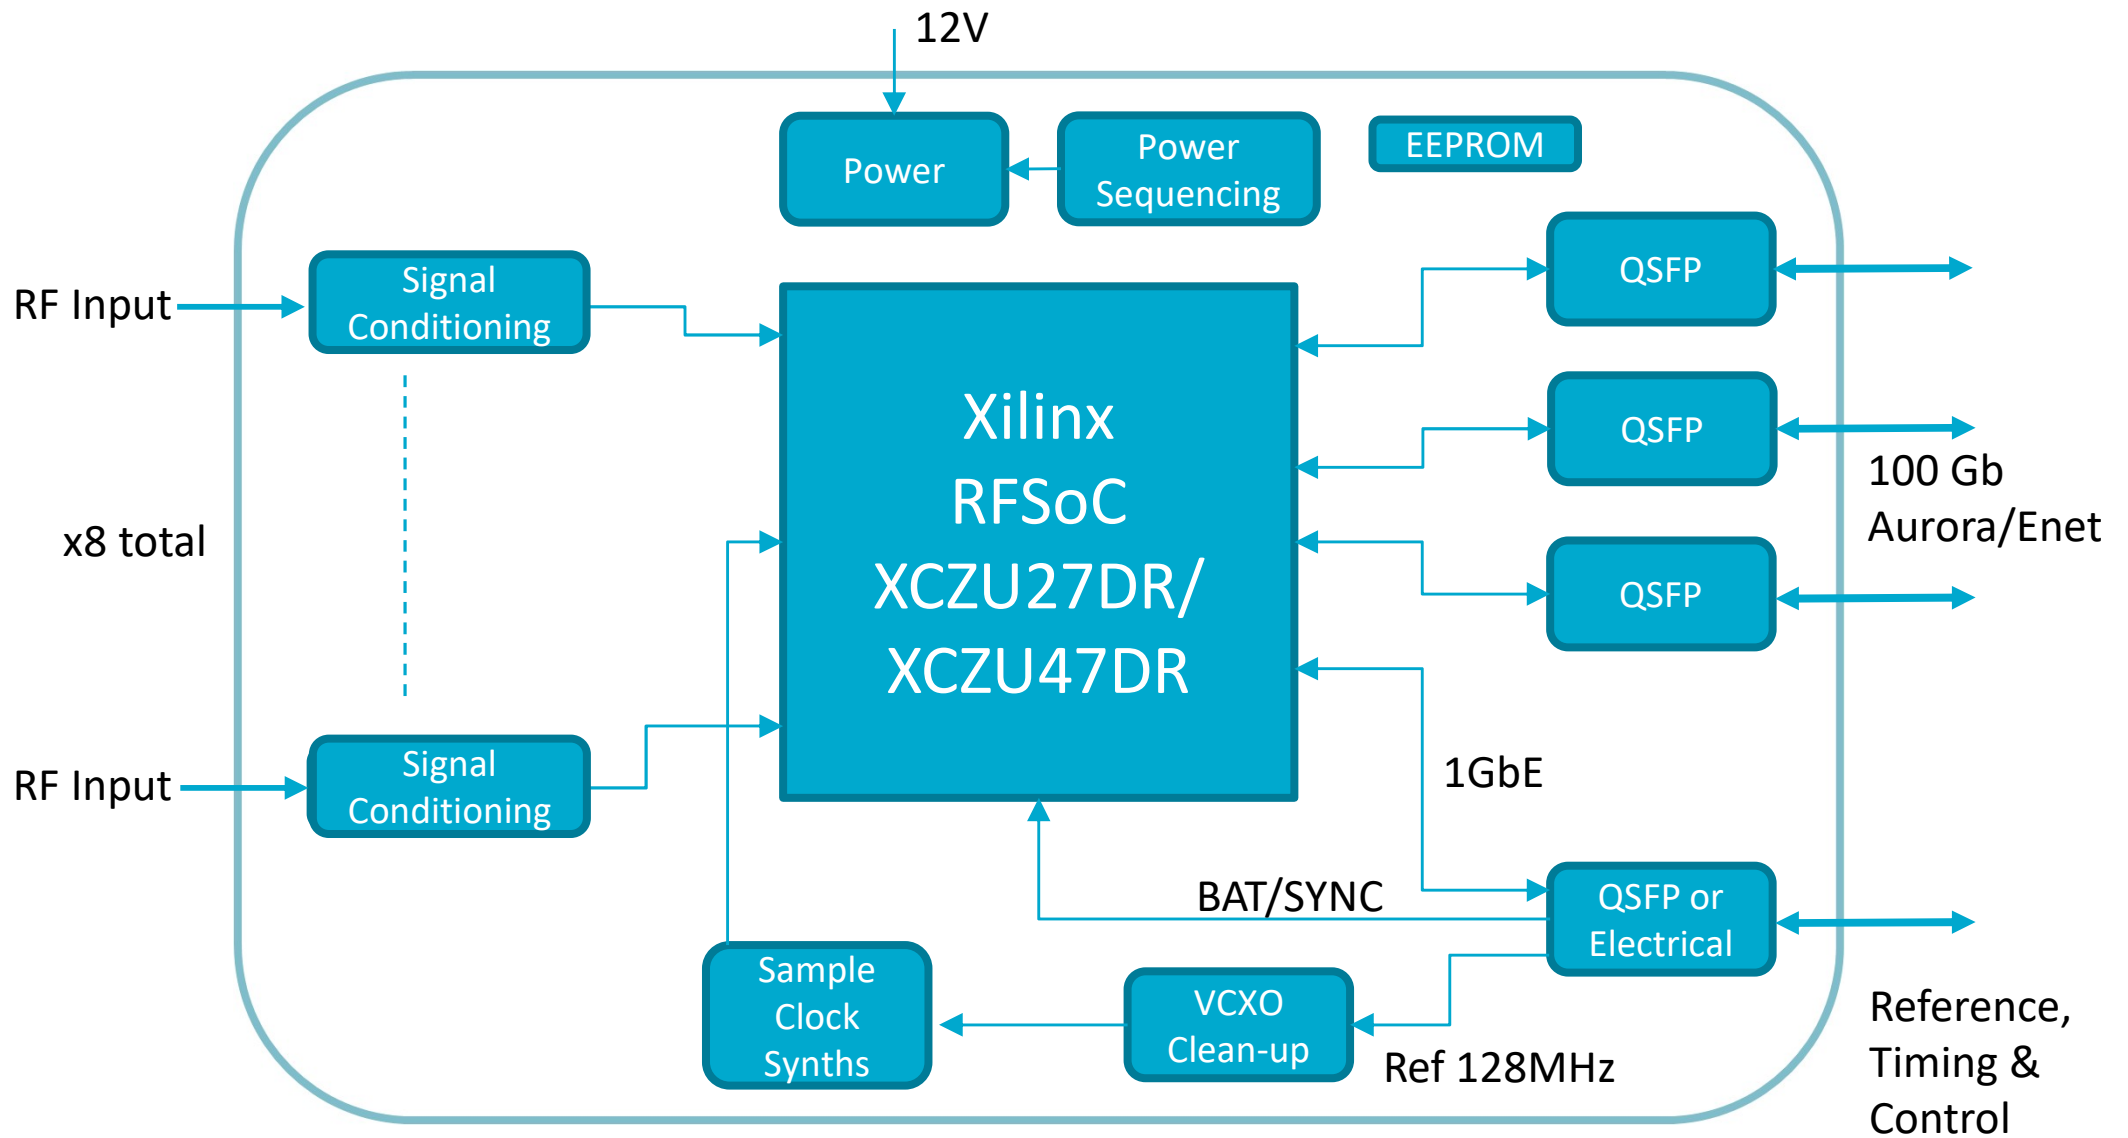 12V
Power
Power
Sequencing
EEPROM
RF Input
Signal
Conditioning
x8 total
RF Input
Signal
Conditioning
Xilinx
RFSoC
XCZU27DR/
XCZU47DR
QSFP
QSFP
QSFP
100 Gb
Aurora/Enet
1GbE
BAT/SYNC
QSFP or
Electrical
Sample
Clock
Synths
VCXO
Clean-up
Ref 128MHz
Reference,
Timing &
Control